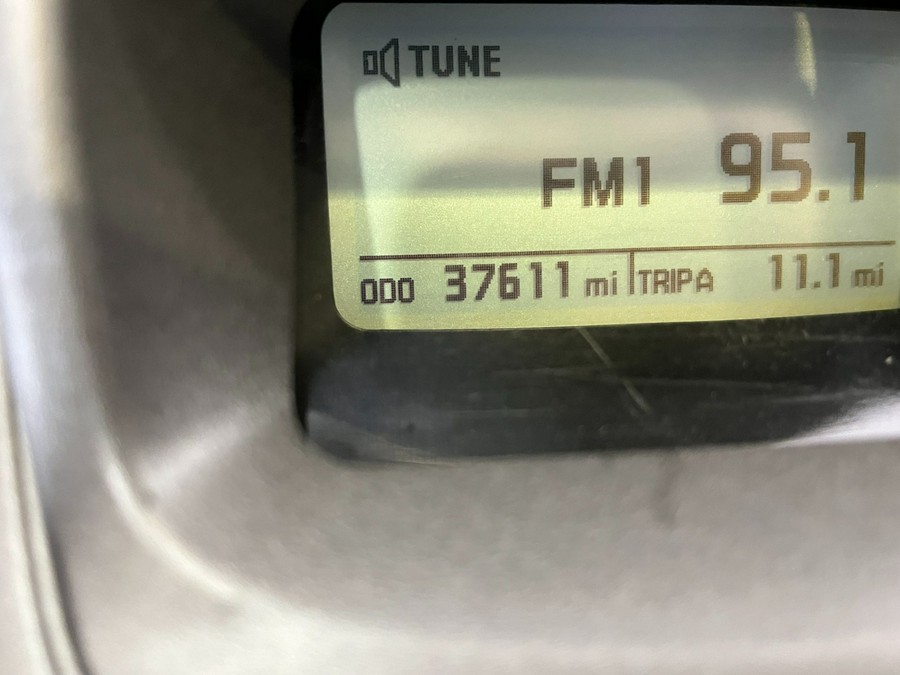 TUNE
FM1 95.1
ODO 37611 mi TRIPA 11.1 mi